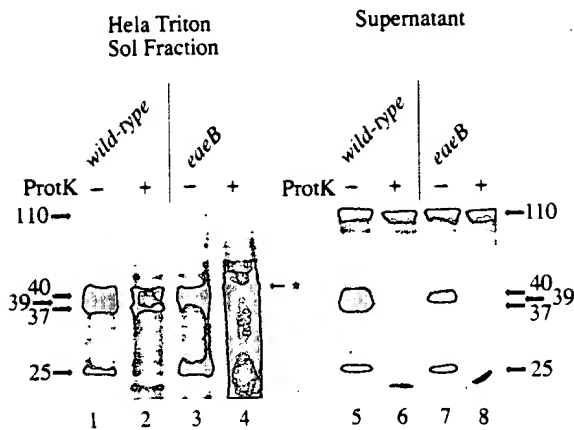 Hela Triton
Sol Fraction
Supernatant
wild-type
eaeB
wild-type
eaeB
ProtK – + – +
ProtK – + – +
110
110
40
39
37
40
39
37
*
25
25
1 2 3 4
5 6 7 8